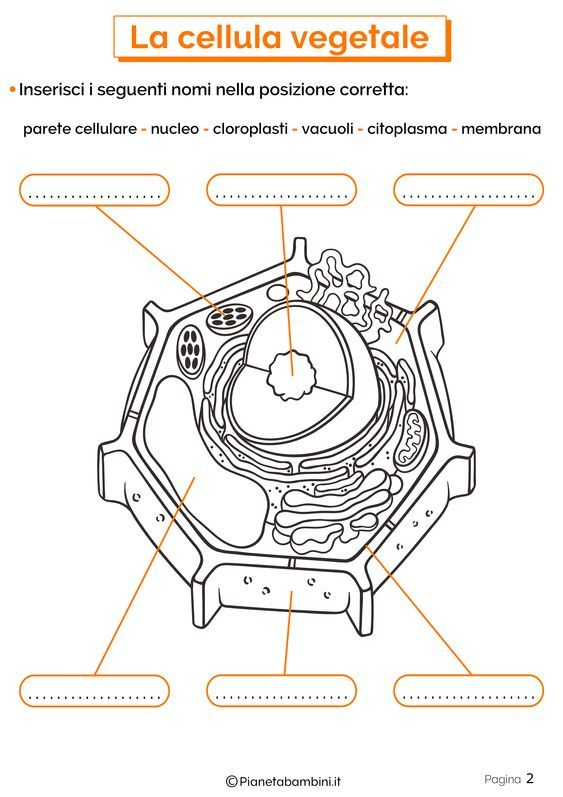 La cellula vegetale
• Inserisci i seguenti nomi nella posizione corretta:
parete cellulare - nucleo - cloroplasti - vacuoli - citoplasma - membrana
©Pianetabambini.it
Pagina 2